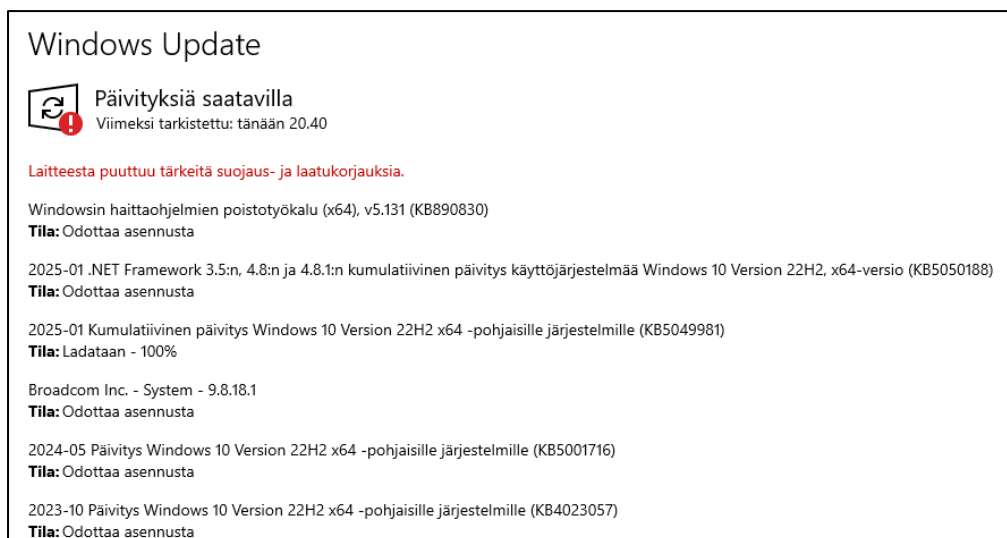 Windows Update
Päivityksiä saatavilla
Viimeksi tarkistettu: tänään 20.40
Laitteesta puuttuu tärkeitä suojaus- ja laatukorjauksia.
Windowsin haittaohjelmien poistotyökalu (x64), v5.131 (KB890830)
Tila: Odottaa asennusta
2025-01 .NET Framework 3.5:n, 4.8:n ja 4.8.1:n kumulatiivinen päivitys käyttöjärjestelmää Windows 10 Version 22H2, x64-versio (KB5050188)
Tila: Odottaa asennusta
2025-01 Kumulatiivinen päivitys Windows 10 Version 22H2 x64 -pohjaisille järjestelmille (KB5049981)
Tila: Ladataan - 100%
Broadcom Inc. - System - 9.8.18.1
Tila: Odottaa asennusta
2024-05 Päivitys Windows 10 Version 22H2 x64 -pohjaisille järjestelmille (KB5001716)
Tila: Odottaa asennusta
2023-10 Päivitys Windows 10 Version 22H2 x64 -pohjaisille järjestelmille (KB4023057)
Tila: Odottaa asennusta